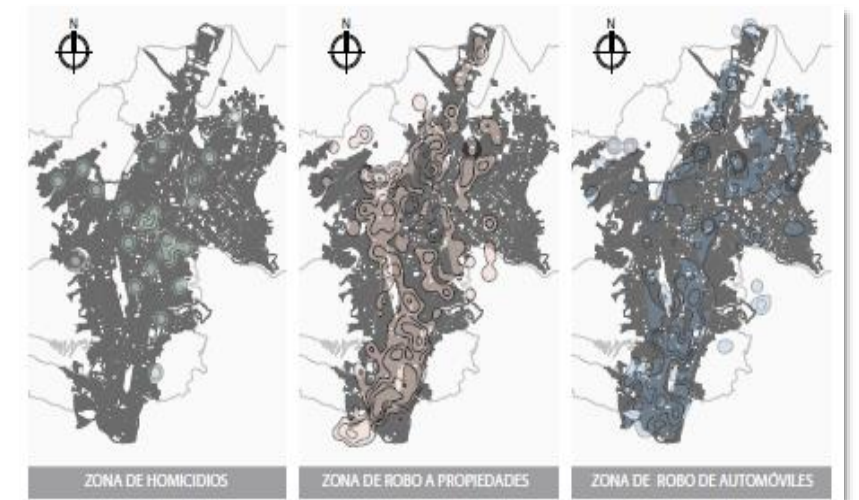 N
N
N
ZONA DE HOMICIDIOS
ZONA DE ROBO A PROPIEDADES
ZONA DE ROBO DE AUTOMÓVILES